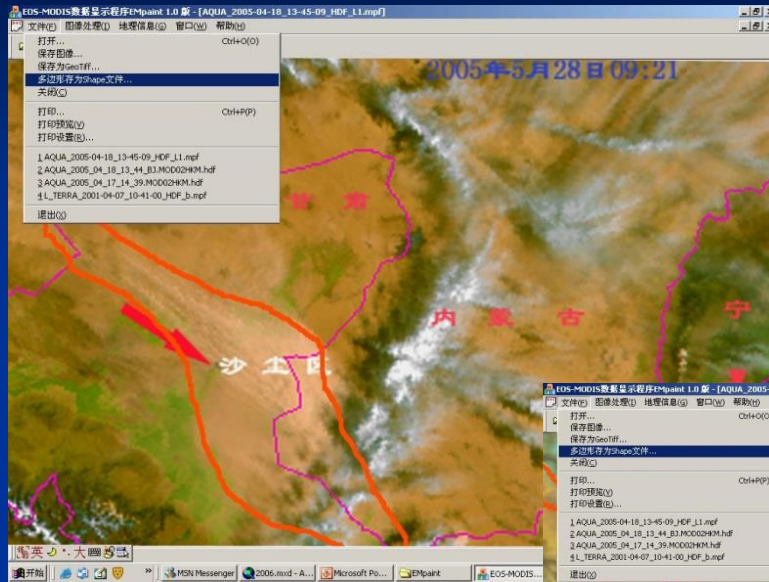 EOS-MODIS数据显示程序EMpaint 1.0 版 - [AQUA_2005-04-18_13-45-09_HDF_L1.mpf]
文件(F) 图像处理(I) 地理信息(G) 窗口(W) 帮助(H)
打开... Ctrl+O(O)
保存图像...
保存为GeoTiff...
多边形存为Shape文件...
关闭(C)
打印... Ctrl+P(P)
打印预览(V)
打印设置(R)...
1 AQUA_2005-04-18_13-45-09_HDF_L1.mpf
2 AQUA_2005_04_18_13_44_BJ.MOD02HKM.hdf
3 AQUA_2005_04_17_14_39.MOD02HKM.hdf
4 L_TERRA_2001-04-07_10-41-00_HDF_b.mpf
退出(X)
2005年5月28日09:21
甘肃
内蒙古
宁
沙尘区
EOS-MODIS数据显示程序EMpaint 1.0 版 - [AQUA_2005-
文件(F) 图像处理(I) 地理信息(G) 窗口(W) 帮助(H)
打开... Ctrl+O(O)
保存图像...
保存为GeoTiff...
多边形存为Shape文件...
关闭(C)
打印... Ctrl+P(P)
打印预览(V)
打印设置(R)...
1 AQUA_2005-04-18_13-45-09_HDF_L1.mpf
2 AQUA_2005_04_18_13_44_BJ.MOD02HKM.hdf
3 AQUA_2005_04_17_14_39.MOD02HKM.hdf
4 L_TERRA_2001-04-07_10-41-00_HDF_b.mpf
退出(X)
英 大
开始 MSN Messenger 2006.mxd - A... Microsoft Po... EMpaint EOS-MODIS...